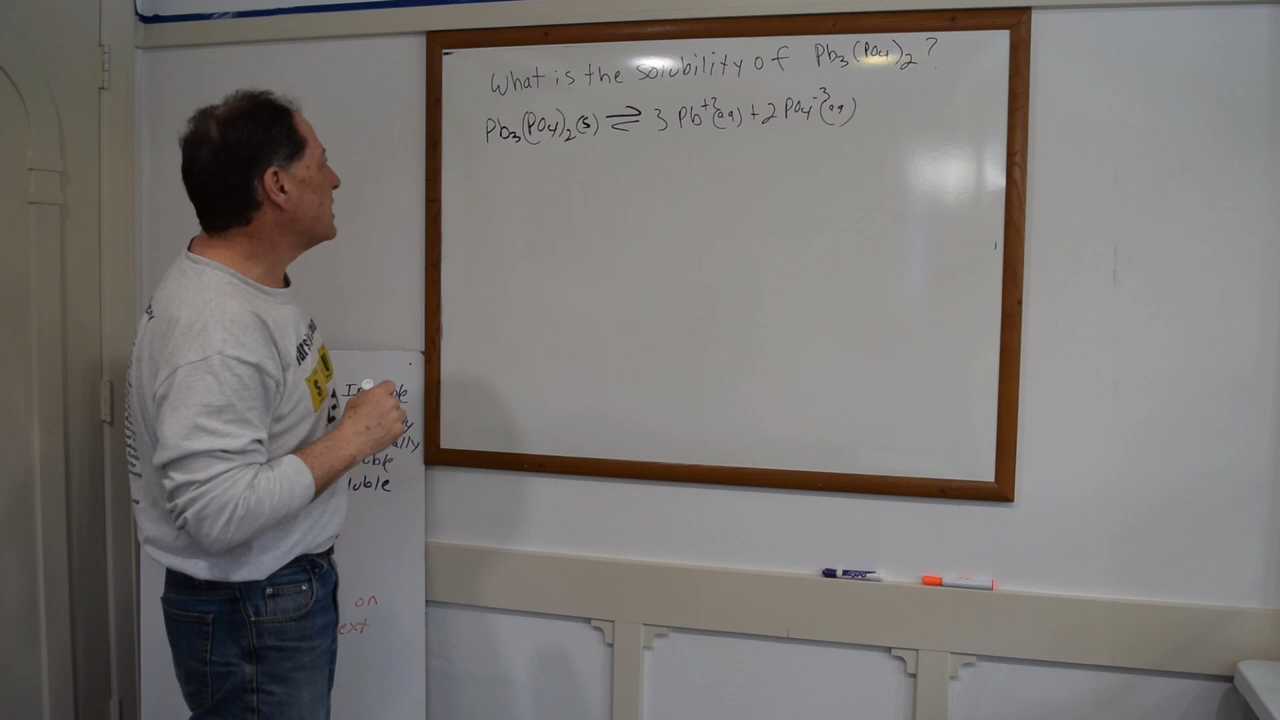 What is the solubility of Pb₃(PO₄)₂?
Pb₃(PO₄)₂(s) ⇌ 3 Pb⁺²(aq) + 2 PO₄⁻³(aq)
on